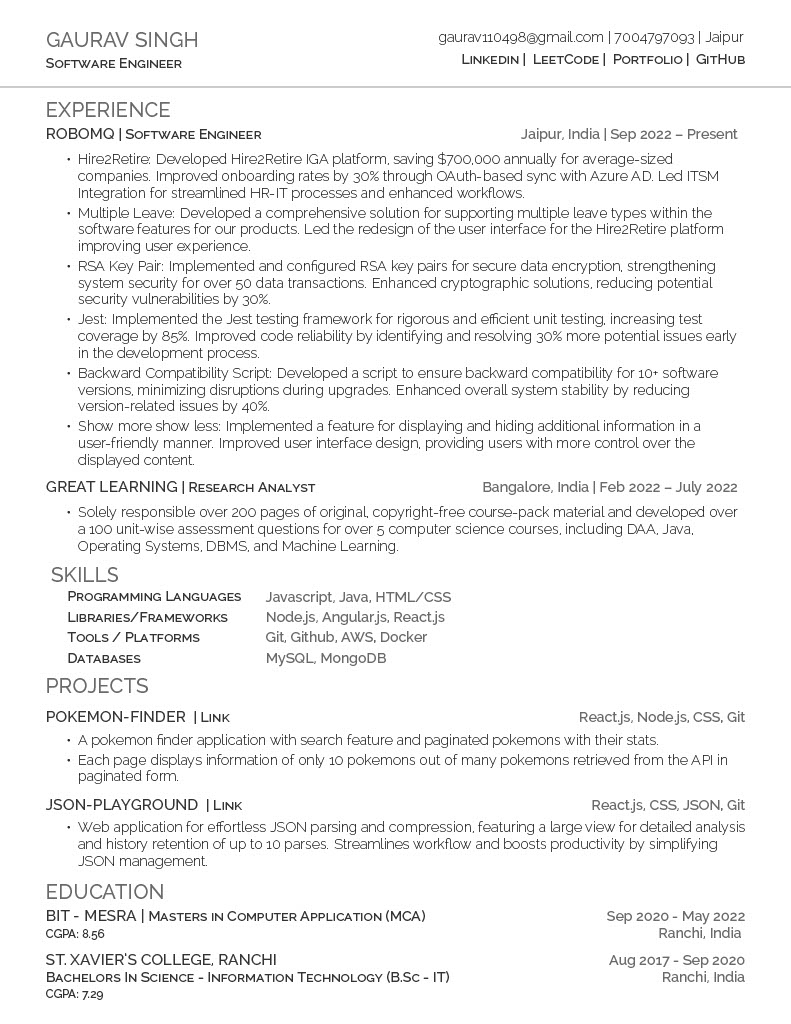 GAURAV SINGH
gaurav110498@gmail.com | 7004797093 | Jaipur
Software Engineer
Linkedin | LeetCode | Portfolio | GitHub
EXPERIENCE
ROBOMQ | Software Engineer
Jaipur, India | Sep 2022 – Present
• Hire2Retire: Developed Hire2Retire IGA platform, saving $700,000 annually for average-sized
companies. Improved onboarding rates by 30% through OAuth-based sync with Azure AD. Led ITSM
Integration for streamlined HR-IT processes and enhanced workflows.
• Multiple Leave: Developed a comprehensive solution for supporting multiple leave types within the
software features for our products. Led the redesign of the user interface for the Hire2Retire platform
improving user experience.
• RSA Key Pair: Implemented and configured RSA key pairs for secure data encryption, strengthening
system security for over 50 data transactions. Enhanced cryptographic solutions, reducing potential
security vulnerabilities by 30%.
• Jest: Implemented the Jest testing framework for rigorous and efficient unit testing, increasing test
coverage by 85%. Improved code reliability by identifying and resolving 30% more potential issues early
in the development process.
• Backward Compatibility Script: Developed a script to ensure backward compatibility for 10+ software
versions, minimizing disruptions during upgrades. Enhanced overall system stability by reducing
version-related issues by 40%.
• Show more show less: Implemented a feature for displaying and hiding additional information in a
user-friendly manner. Improved user interface design, providing users with more control over the
displayed content.
GREAT LEARNING | Research Analyst
Bangalore, India | Feb 2022 – July 2022
• Solely responsible over 200 pages of original, copyright-free course-pack material and developed over
a 100 unit-wise assessment questions for over 5 computer science courses, including DAA, Java,
Operating Systems, DBMS, and Machine Learning.
SKILLS
Programming Languages Javascript, Java, HTML/CSS
Libraries/Frameworks Node.js, Angular.js, React.js
Tools / Platforms Git, Github, AWS, Docker
Databases MySQL, MongoDB
PROJECTS
POKEMON-FINDER | Link
React.js, Node.js, CSS, Git
• A pokemon finder application with search feature and paginated pokemons with their stats.
• Each page displays information of only 10 pokemons out of many pokemons retrieved from the API in
paginated form.
JSON-PLAYGROUND | Link
React.js, CSS, JSON, Git
• Web application for effortless JSON parsing and compression, featuring a large view for detailed analysis
and history retention of up to 10 parses. Streamlines workflow and boosts productivity by simplifying
JSON management.
EDUCATION
BIT - MESRA | Masters in Computer Application (MCA)
Sep 2020 - May 2022
CGPA: 8.56
Ranchi, India
ST. XAVIER'S COLLEGE, RANCHI
Aug 2017 - Sep 2020
Bachelors In Science - Information Technology (B.Sc - IT)
Ranchi, India
CGPA: 7.29